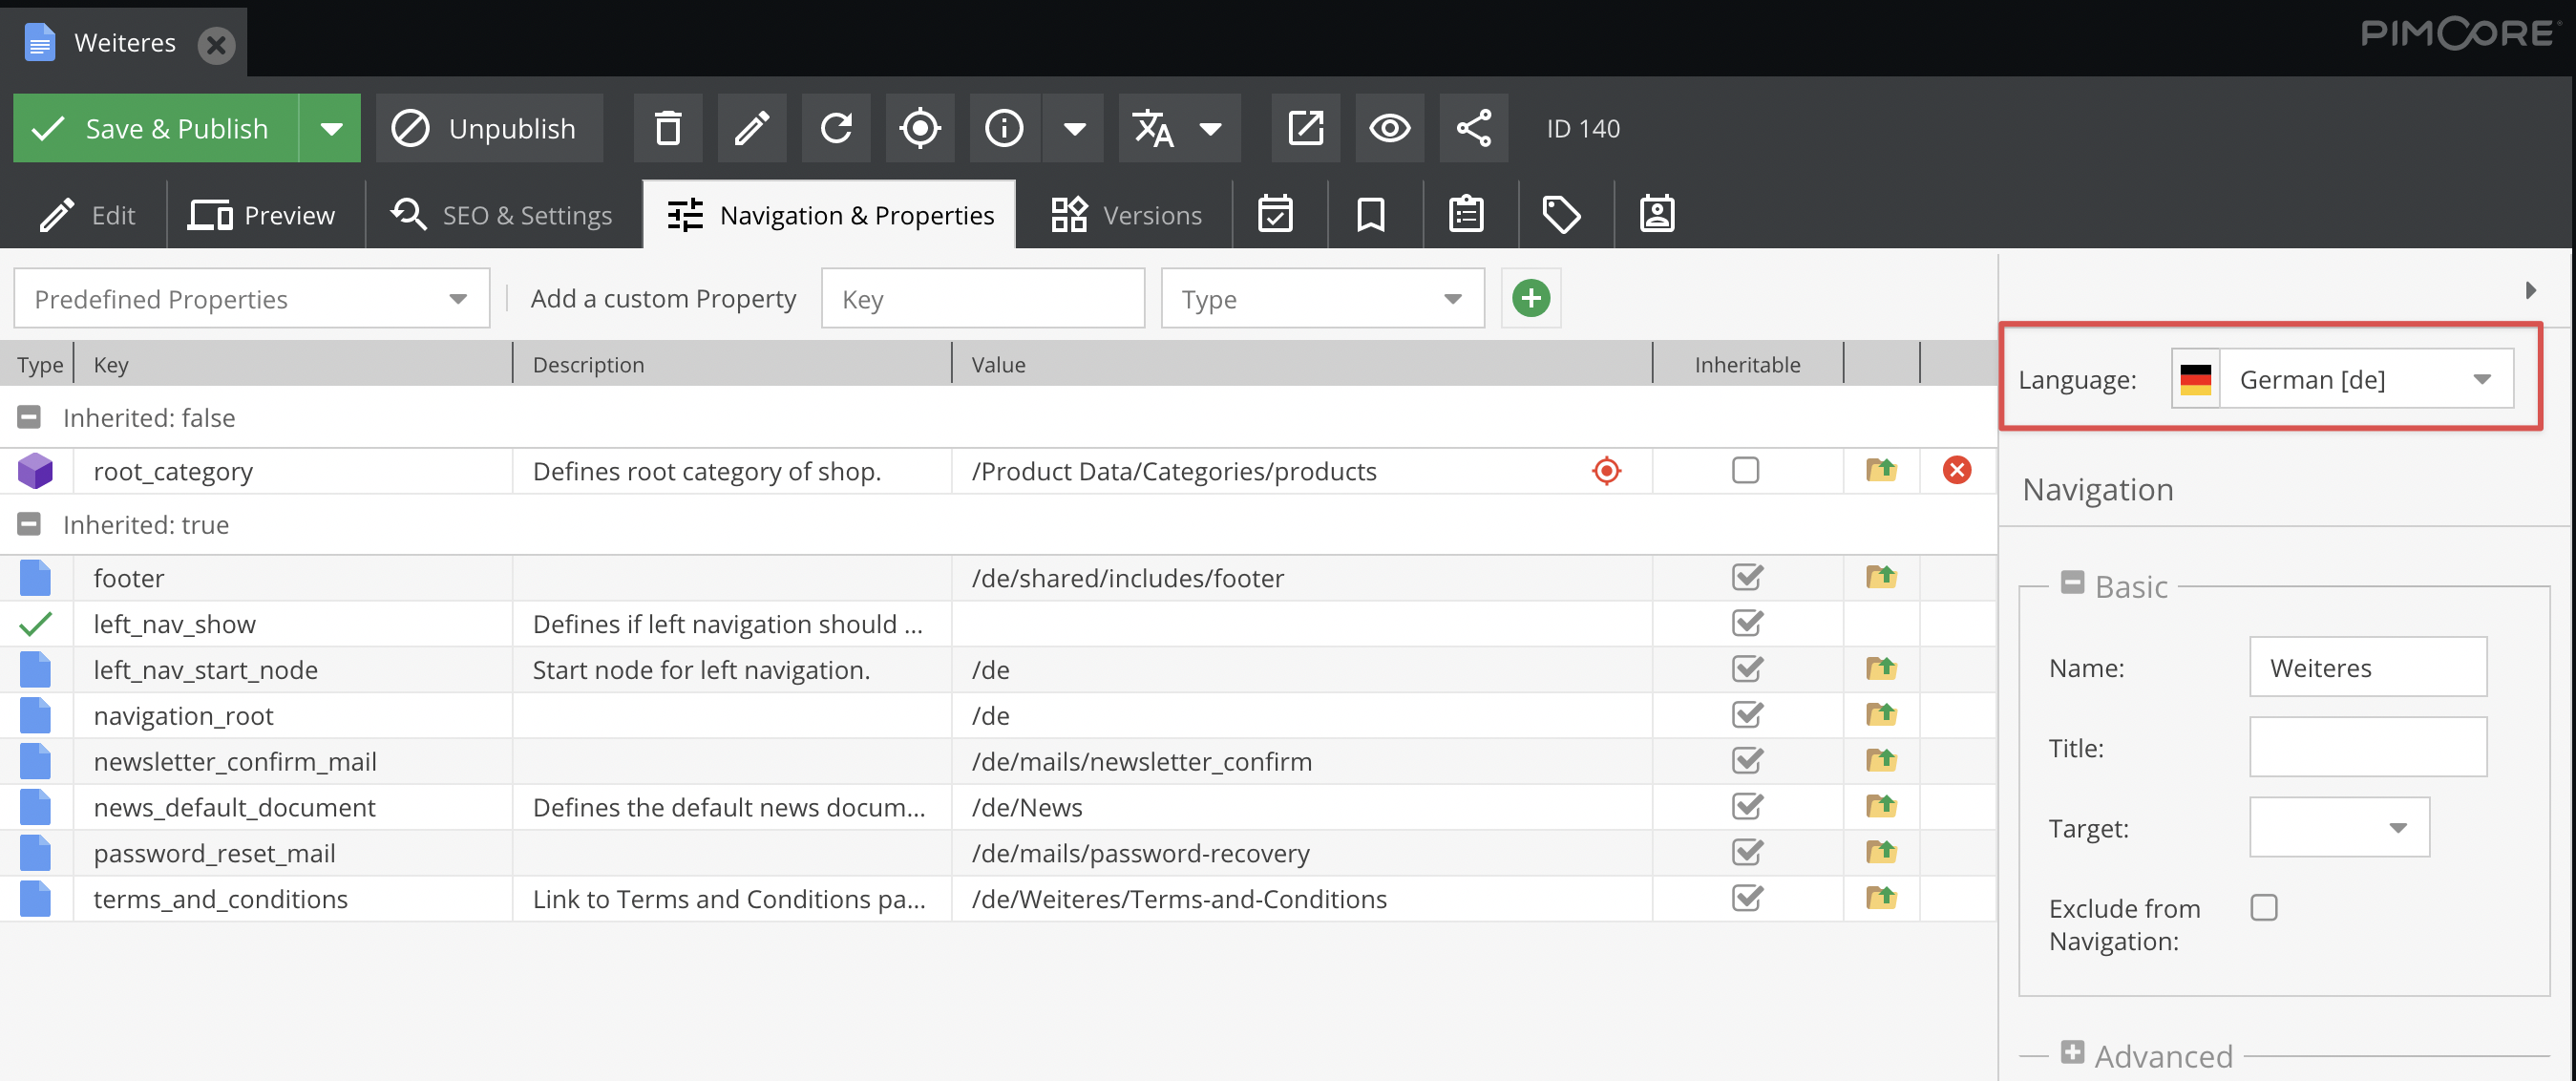 Weiteres
PIMCORE
Save & Publish
Unpublish
ID 140
Edit
Preview
SEO & Settings
Navigation & Properties
Versions
Predefined Properties
Add a custom Property
Key
Type
Type Key Description Value Inheritable
Inherited: false
root_category Defines root category of shop. /Product Data/Categories/products
Inherited: true
footer /de/shared/includes/footer
left_nav_show Defines if left navigation should ...
left_nav_start_node Start node for left navigation. /de
navigation_root /de
newsletter_confirm_mail /de/mails/newsletter_confirm
news_default_document Defines the default news docum... /de/News
password_reset_mail /de/mails/password-recovery
terms_and_conditions Link to Terms and Conditions pa... /de/Weiteres/Terms-and-Conditions
Language: German [de]
Navigation
Basic
Name: Weiteres
Title:
Target:
Exclude from
Navigation:
Advanced